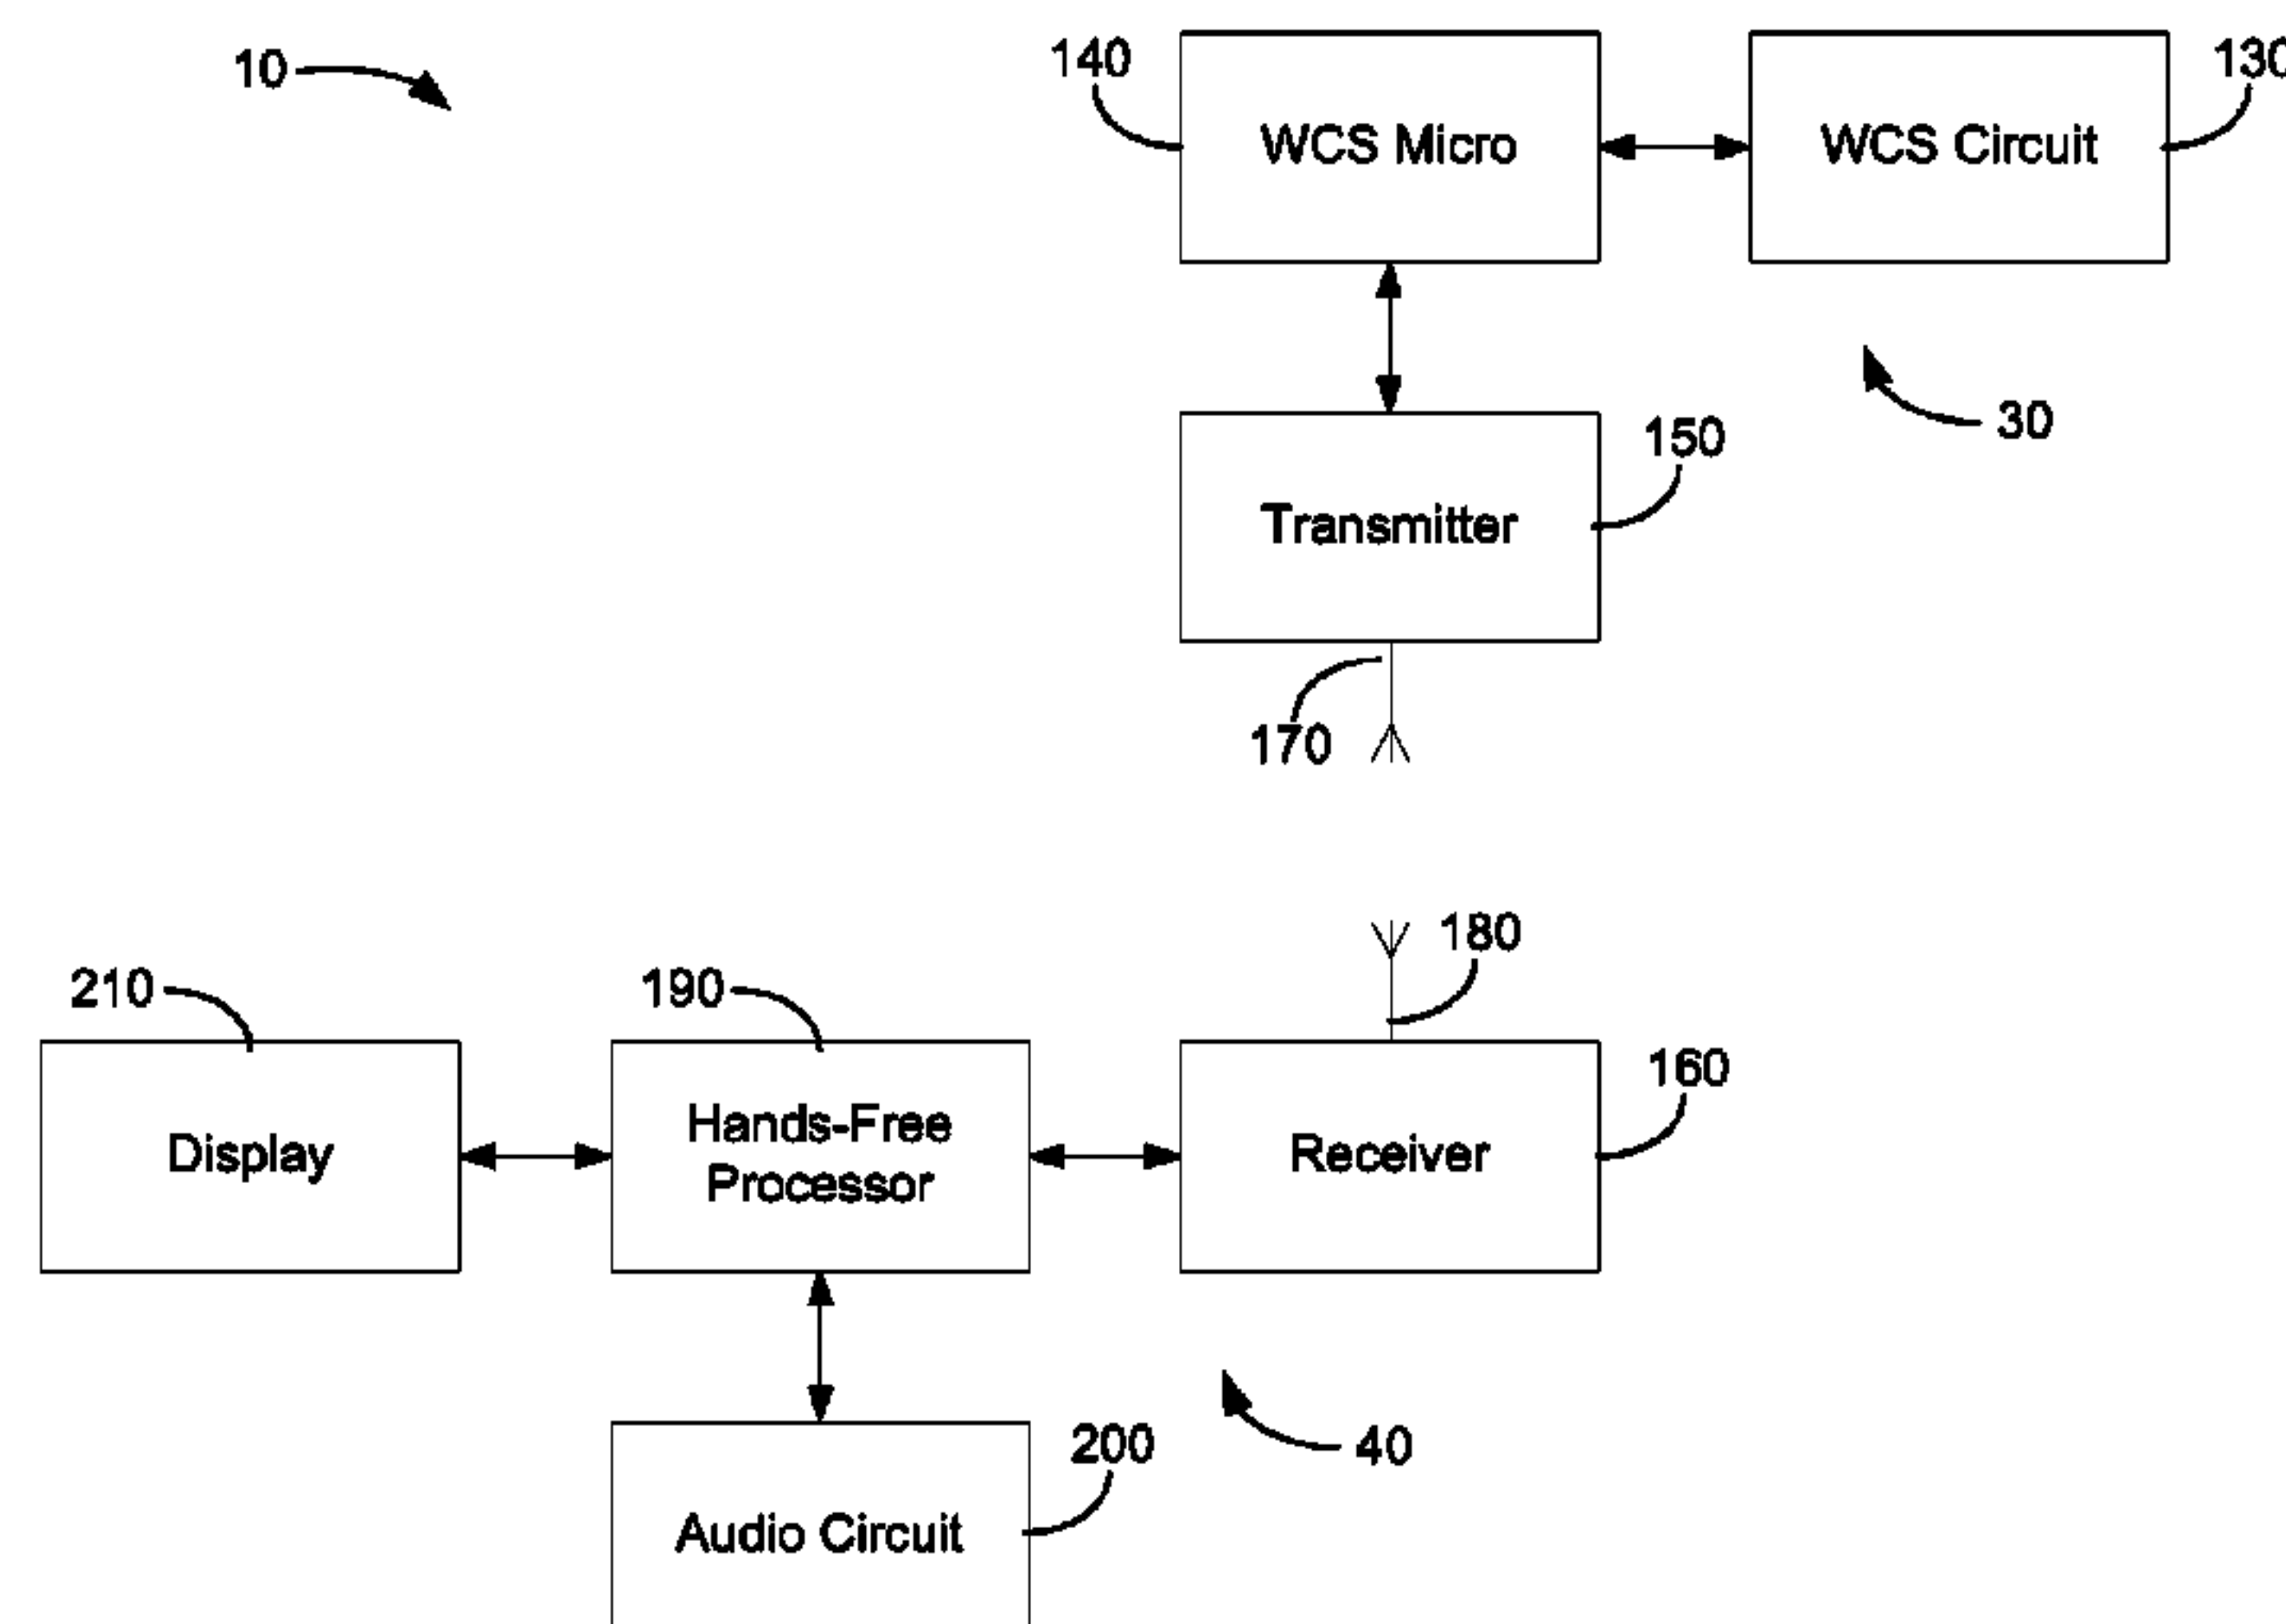 10
140
130
WCS Micro
WCS Circuit
30
150
Transmitter
170
180
210
190
160
Display
Hands-Free
Processor
Receiver
200
40
Audio Circuit